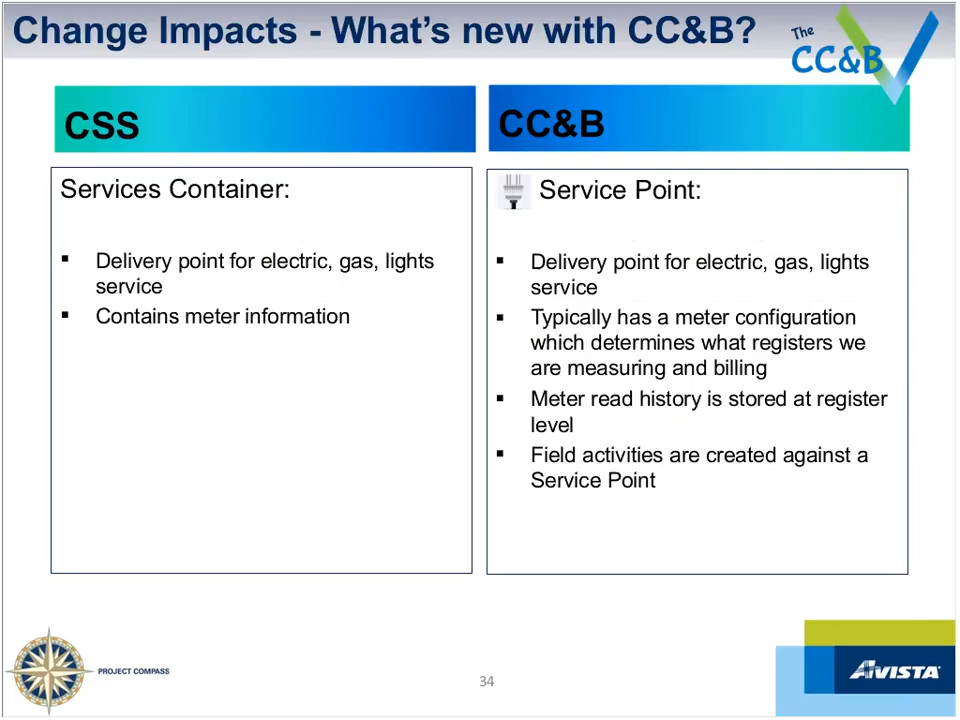 Change Impacts - What’s new with CC&B?
The
CC&B
CSS
Services Container:
▪ Delivery point for electric, gas, lights
service
▪ Contains meter information
CC&B
Service Point:
▪ Delivery point for electric, gas, lights
service
▪ Typically has a meter configuration
which determines what registers we
are measuring and billing
▪ Meter read history is stored at register
level
▪ Field activities are created against a
Service Point
PROJECT COMPASS
34
AVISTA